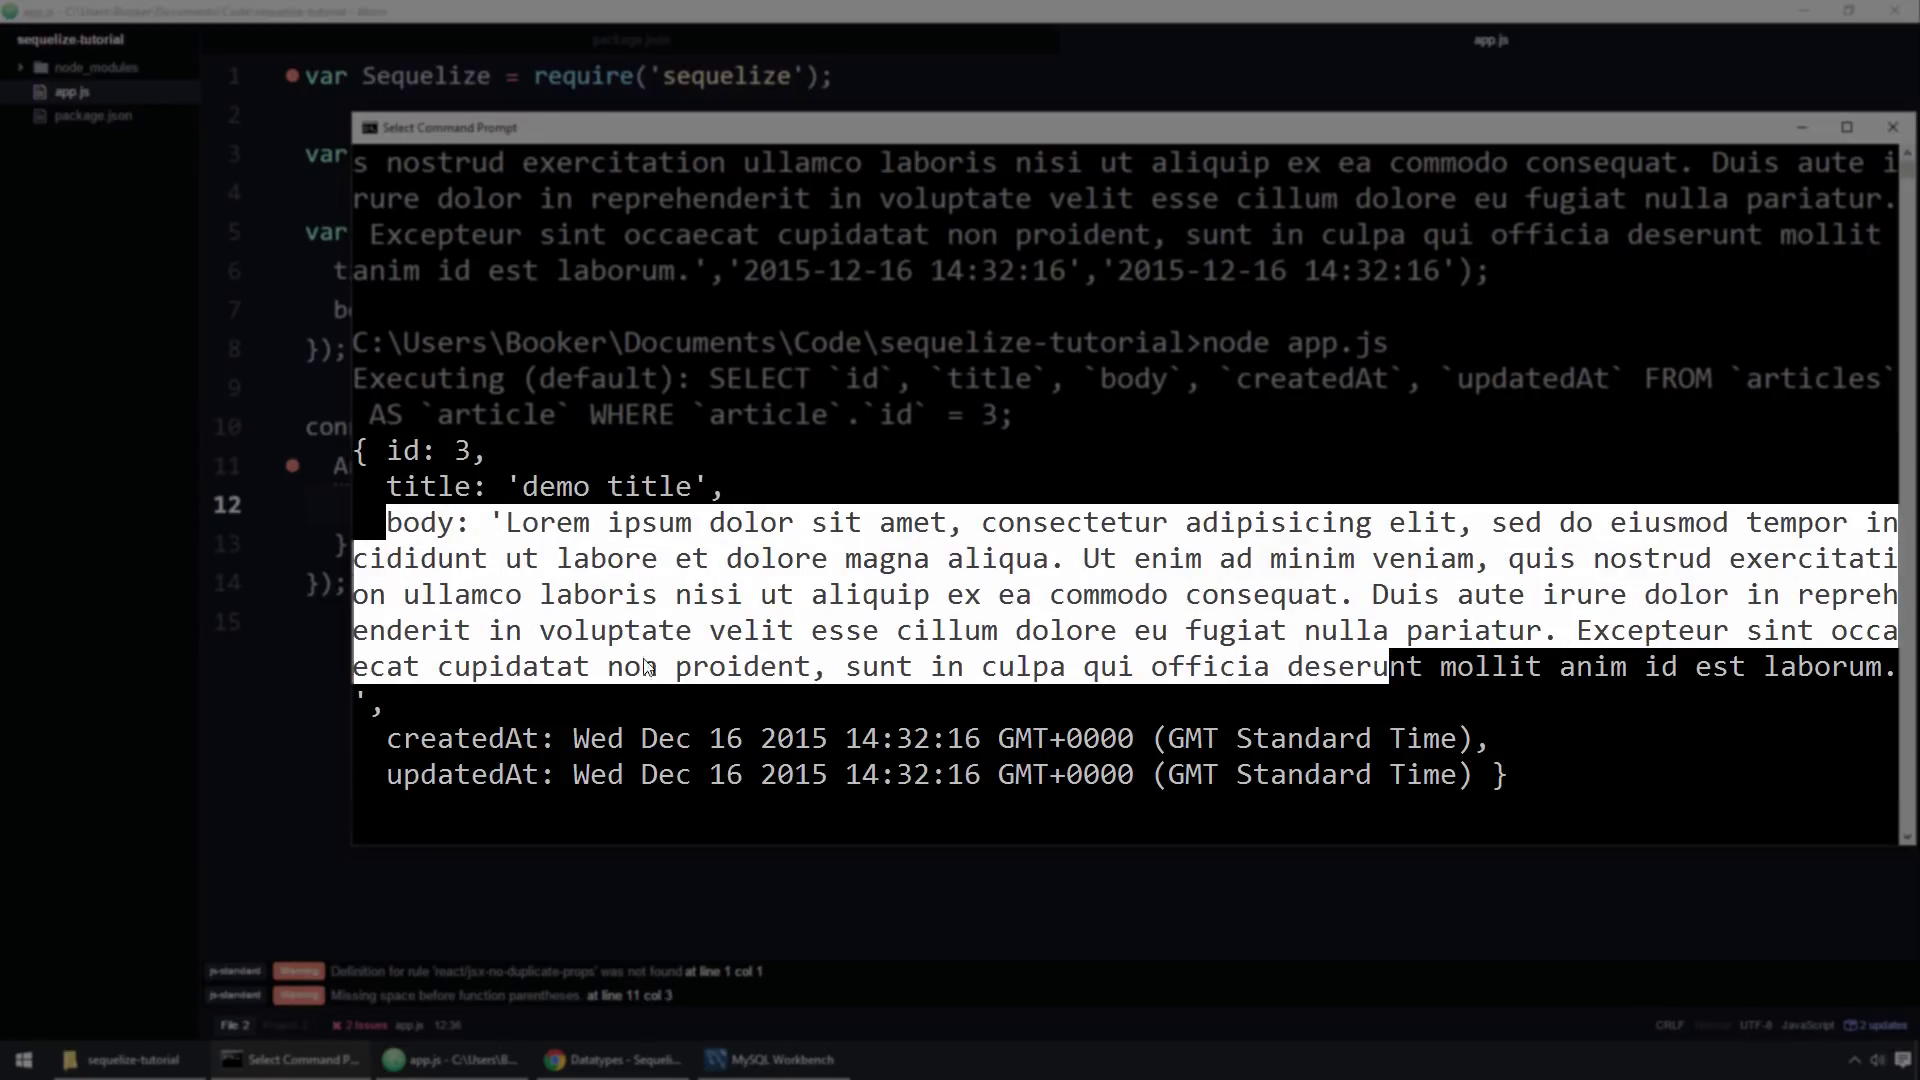 app.js - C:\Users\Booker\Documents\Code\sequelize-tutorial - Atom
sequelize-tutorial
package.json
app.js
node_modules
app.js
package.json
1 var Sequelize = require('sequelize');
2
3 var
4
5 var
6 t
7 b
8 });
9
10 con
11 A
12
13 }
14 });
15
Select Command Prompt
s nostrud exercitation ullamco laboris nisi ut aliquip ex ea commodo consequat. Duis aute i
rure dolor in reprehenderit in voluptate velit esse cillum dolore eu fugiat nulla pariatur.
Excepteur sint occaecat cupidatat non proident, sunt in culpa qui officia deserunt mollit
anim id est laborum.','2015-12-16 14:32:16','2015-12-16 14:32:16');
C:\Users\Booker\Documents\Code\sequelize-tutorial>node app.js
Executing (default): SELECT `id`, `title`, `body`, `createdAt`, `updatedAt` FROM `articles`
AS `article` WHERE `article`.`id` = 3;
{ id: 3,
title: 'demo title',
body: 'Lorem ipsum dolor sit amet, consectetur adipisicing elit, sed do eiusmod tempor in
cididunt ut labore et dolore magna aliqua. Ut enim ad minim veniam, quis nostrud exercitati
on ullamco laboris nisi ut aliquip ex ea commodo consequat. Duis aute irure dolor in repreh
enderit in voluptate velit esse cillum dolore eu fugiat nulla pariatur. Excepteur sint occa
ecat cupidatat non proident, sunt in culpa qui officia deserunt mollit anim id est laborum.
',
createdAt: Wed Dec 16 2015 14:32:16 GMT+0000 (GMT Standard Time),
updatedAt: Wed Dec 16 2015 14:32:16 GMT+0000 (GMT Standard Time) }
js-standard Warning Definition for rule 'react/jsx-no-duplicate-props' was not found at line 1 col 1
js-standard Warning Missing space before function parentheses. at line 11 col 3
File 2 2 Issues app.js 12:36 CRLF UTF-8 JavaScript 2 updates
sequelize-tutorial Select Command P... app.js - C:\Users\B... Datatypes - Sequeli... MySQL Workbench